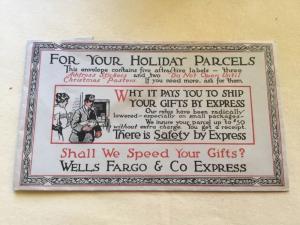 FOR YOUR HOLIDAY PARCELS
This envelope contains five attractive labels - three
Address Stickers and two Do Not Open Until
Christmas Pasters. If you need more, ask for them.
WHY IT PAYS YOU TO SHIP
YOUR GIFTS BY EXPRESS
Our rates have been radically
lowered - especially on small packages -
We insure your parcel up to $50
without extra charge. You get a receipt.
There is Safety by Express
Shall We Speed Your Gifts?
WELLS FARGO & CO EXPRESS